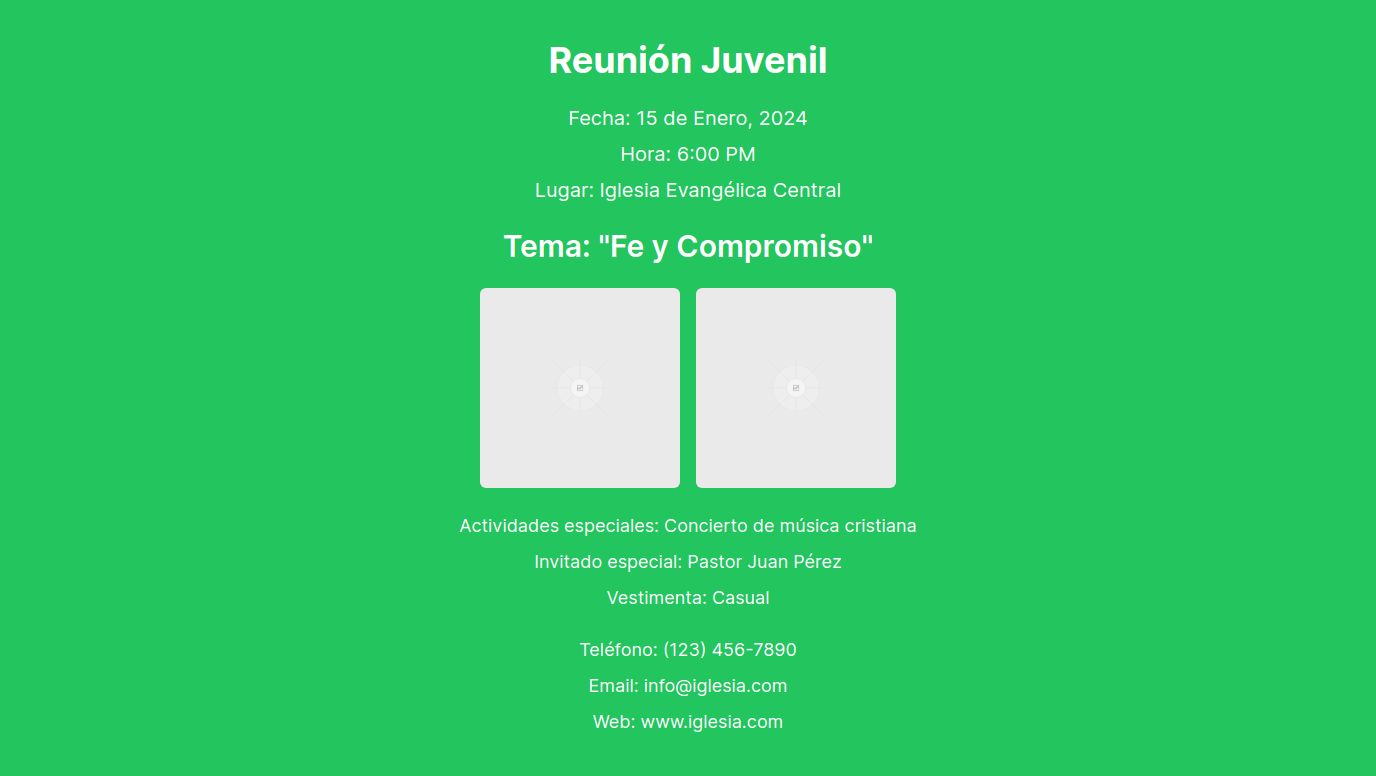 Reunión Juvenil
Fecha: 15 de Enero, 2024
Hora: 6:00 PM
Lugar: Iglesia Evangélica Central
Tema: "Fe y Compromiso"
Actividades especiales: Concierto de música cristiana
Invitado especial: Pastor Juan Pérez
Vestimenta: Casual
Teléfono: (123) 456-7890
Email: info@iglesia.com
Web: www.iglesia.com